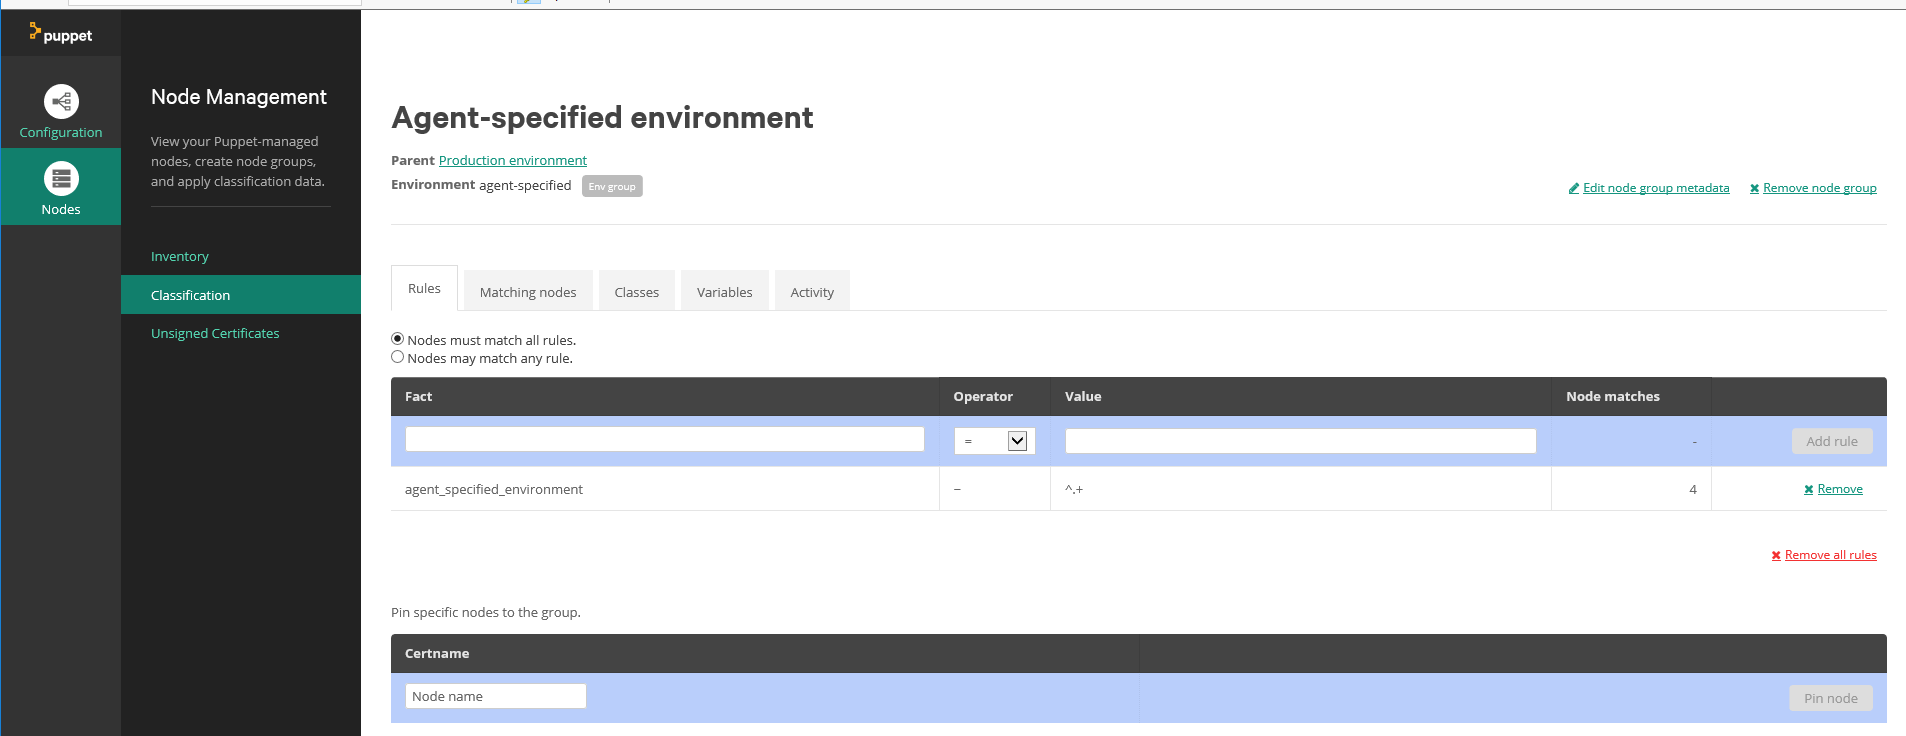 puppet
Configuration
Nodes
Node Management
View your Puppet-managed
nodes, create node groups,
and apply classification data.
Inventory
Classification
Unsigned Certificates
Agent-specified environment
Parent Production environment
Environment agent-specified Env group
Edit node group metadata Remove node group
Rules Matching nodes Classes Variables Activity
Nodes must match all rules.
Nodes may match any rule.
Fact Operator Value Node matches
= - Add rule
agent_specified_environment ~ ^.+ 4 Remove
Remove all rules
Pin specific nodes to the group.
Certname
Node name Pin node